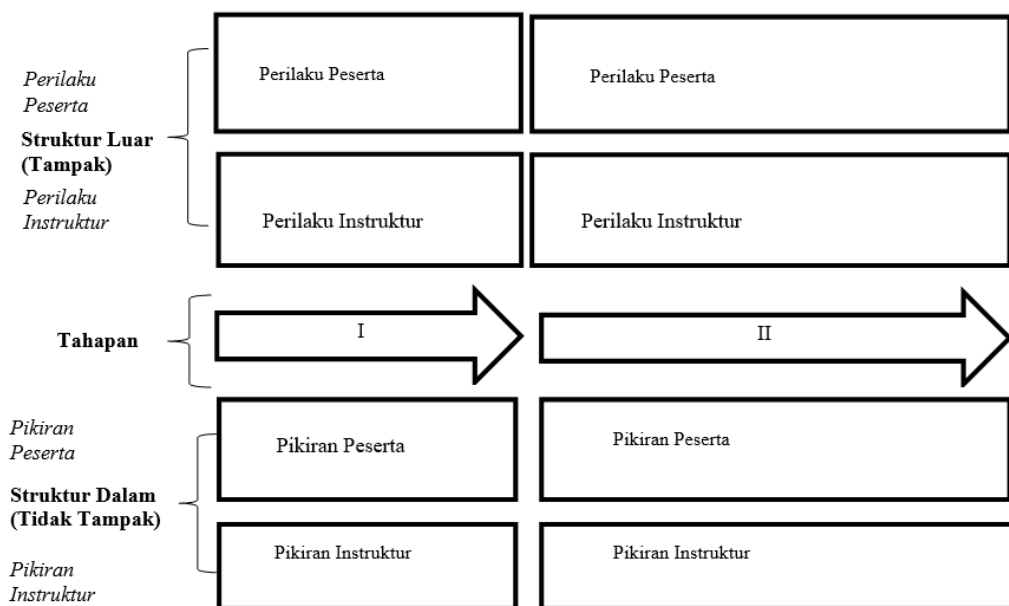 Perilaku Peserta
Perilaku Peserta
Perilaku
Peserta
Struktur Luar
(Tampak)
Perilaku
Instruktur
Perilaku Instruktur
Perilaku Instruktur
Tahapan
I
II
Pikiran
Peserta
Pikiran Peserta
Pikiran Peserta
Struktur Dalam
(Tidak Tampak)
Pikiran Instruktur
Pikiran Instruktur
Pikiran
Instruktur